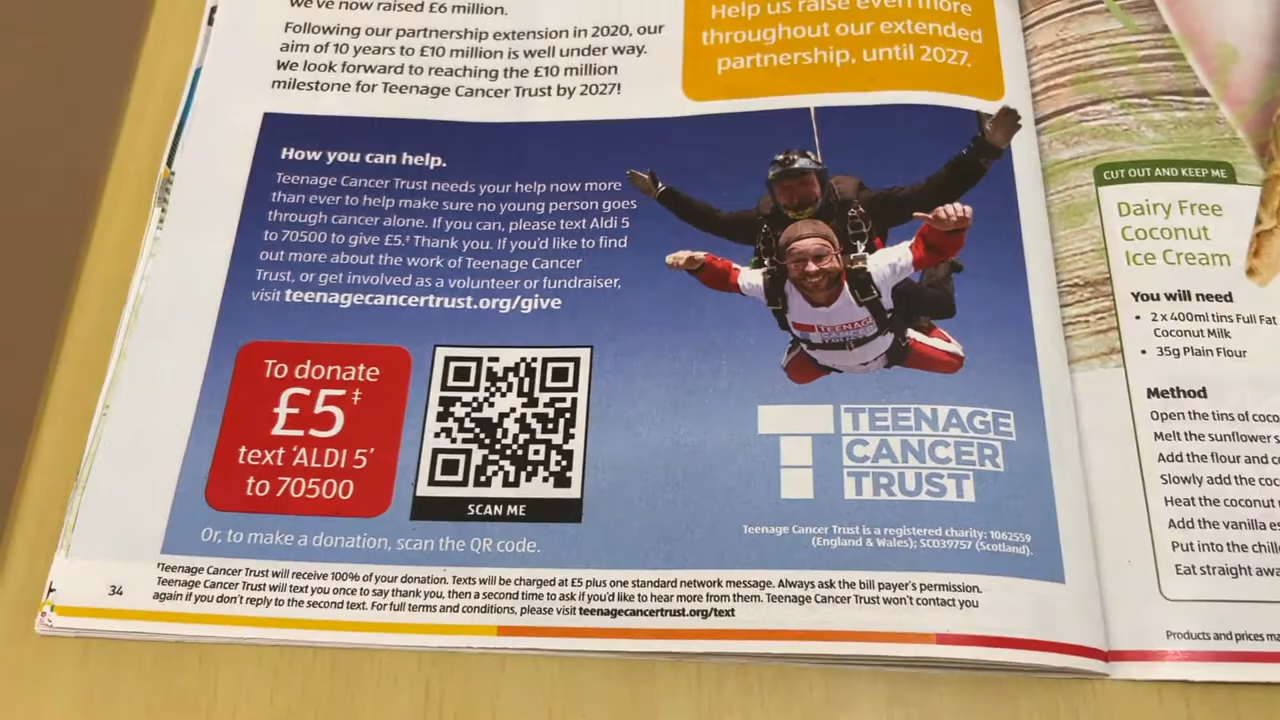 we've now raised £6 million.
Following our partnership extension in 2020, our
aim of 10 years to £10 million is well under way.
We look forward to reaching the £10 million
milestone for Teenage Cancer Trust by 2027!
Help us raise even more
throughout our extended
partnership, until 2027.
How you can help.
Teenage Cancer Trust needs your help now more
than ever to help make sure no young person goes
through cancer alone. If you can, please text Aldi 5
to 70500 to give £5.‡ Thank you. If you'd like to find
out more about the work of Teenage Cancer
Trust, or get involved as a volunteer or fundraiser,
visit teenagecancertrust.org/give
To donate
£5‡
text 'ALDI 5'
to 70500
SCAN ME
Or, to make a donation, scan the QR code.
TEENAGE
CANCER
TRUST
TEENAGE
CANCER
TRUST
Teenage Cancer Trust is a registered charity: 1062559
(England & Wales); SC039757 (Scotland).
‡Teenage Cancer Trust will receive 100% of your donation. Texts will be charged at £5 plus one standard network message. Always ask the bill payer's permission.
Teenage Cancer Trust will text you once to say thank you, then a second time to ask if you'd like to hear more from them. Teenage Cancer Trust won't contact you
again if you don't reply to the second text. For full terms and conditions, please visit teenagecancertrust.org/text
34
CUT OUT AND KEEP ME
Dairy Free
Coconut
Ice Cream
You will need
• 2 x 400ml tins Full Fat
Coconut Milk
• 35g Plain Flour
Method
Open the tins of coco
Melt the sunflower s
Add the flour and co
Slowly add the coc
Heat the coconut
Add the vanilla es
Put into the chill
Eat straight awa
Products and prices ma